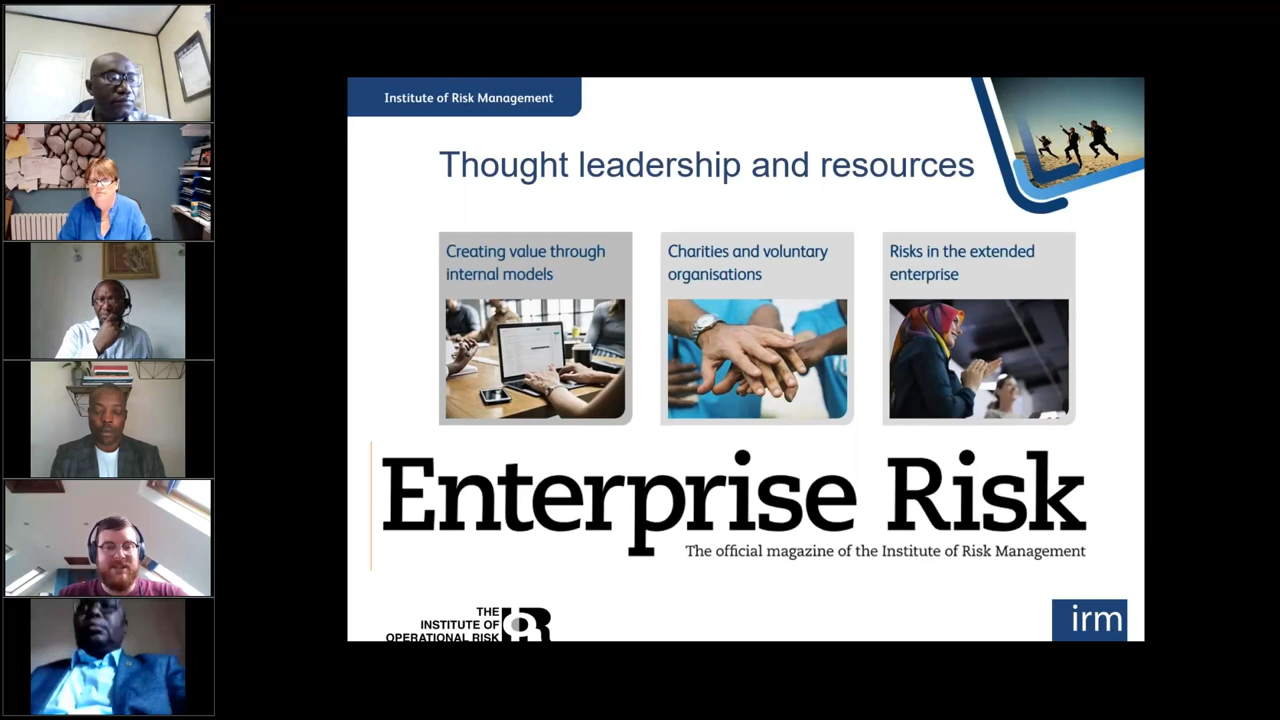 Institute of Risk Management
Thought leadership and resources
Creating value through
internal models
Charities and voluntary
organisations
Risks in the extended
enterprise
Enterprise Risk
The official magazine of the Institute of Risk Management
THE
INSTITUTE OF
OPERATIONAL RISK
irm